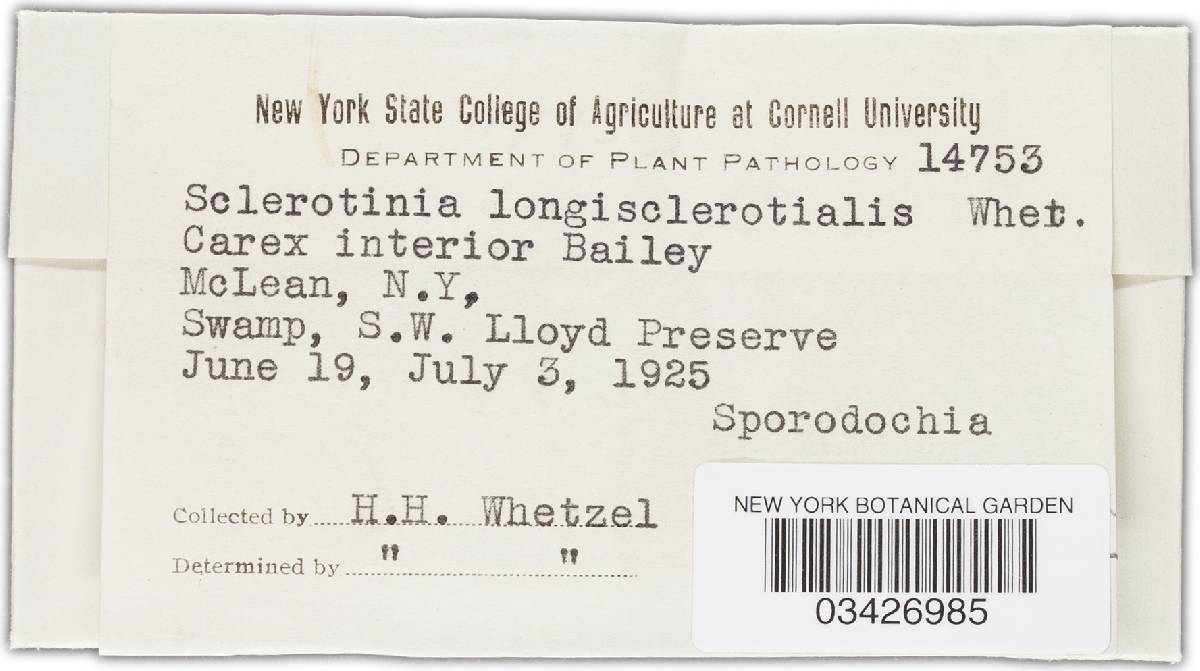 New York State College of Agriculture at Cornell University
DEPARTMENT OF PLANT PATHOLOGY 14753
Sclerotinia longisclerotialis Whet.
Carex interior Bailey
McLean, N.Y,
Swamp, S.W. Lloyd Preserve
June 19, July 3, 1925
Sporodochia
Collected by H.H. Whetzel
Determined by " "
NEW YORK BOTANICAL GARDEN
03426985